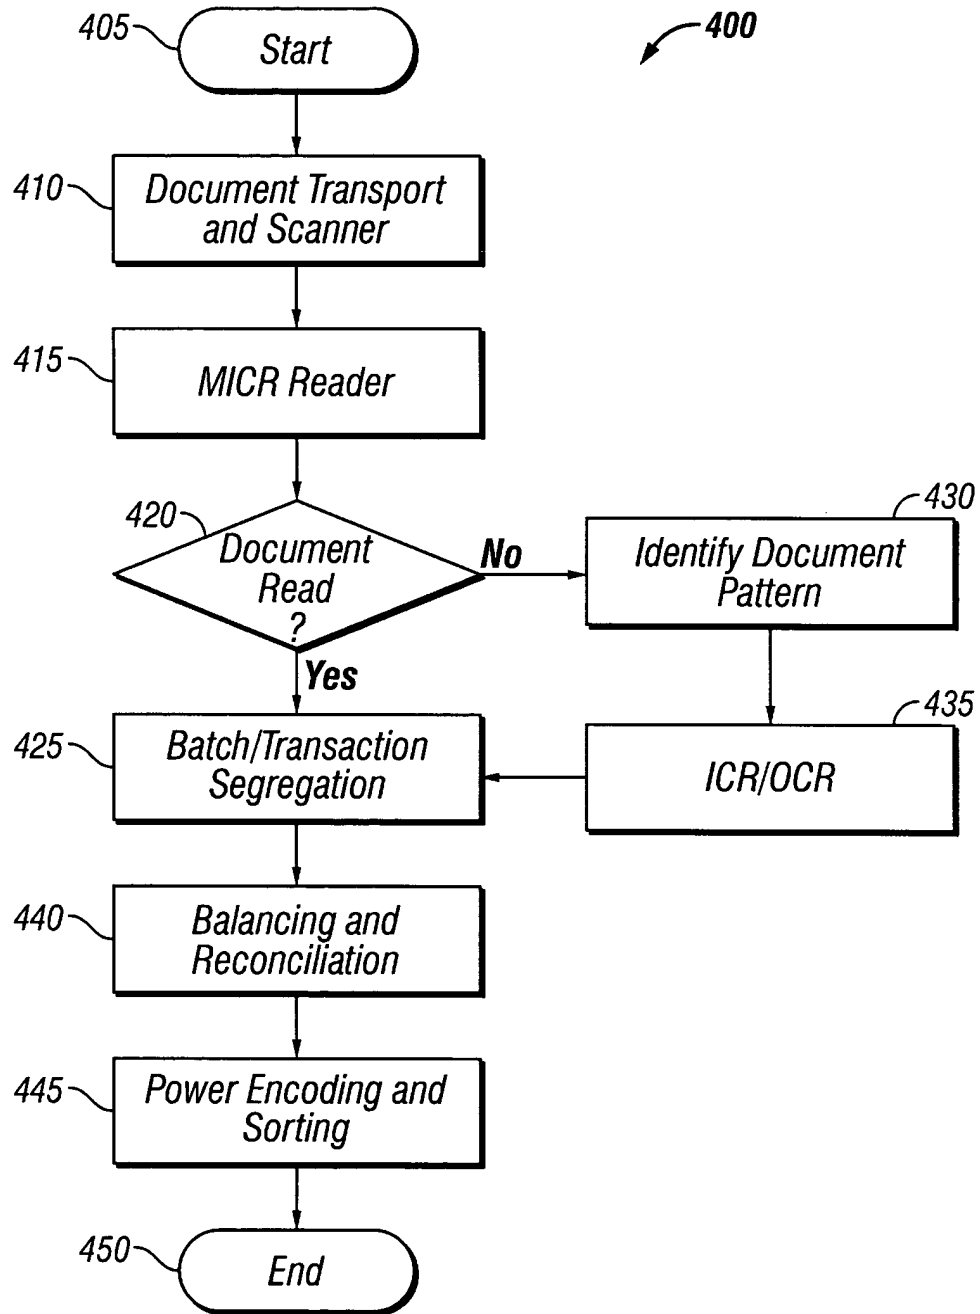 405
Start
400
410
Document Transport
and Scanner
415
MICR Reader
420
Document
Read
?
No
Yes
430
Identify Document
Pattern
435
ICR/OCR
425
Batch/Transaction
Segregation
440
Balancing and
Reconciliation
445
Power Encoding and
Sorting
450
End